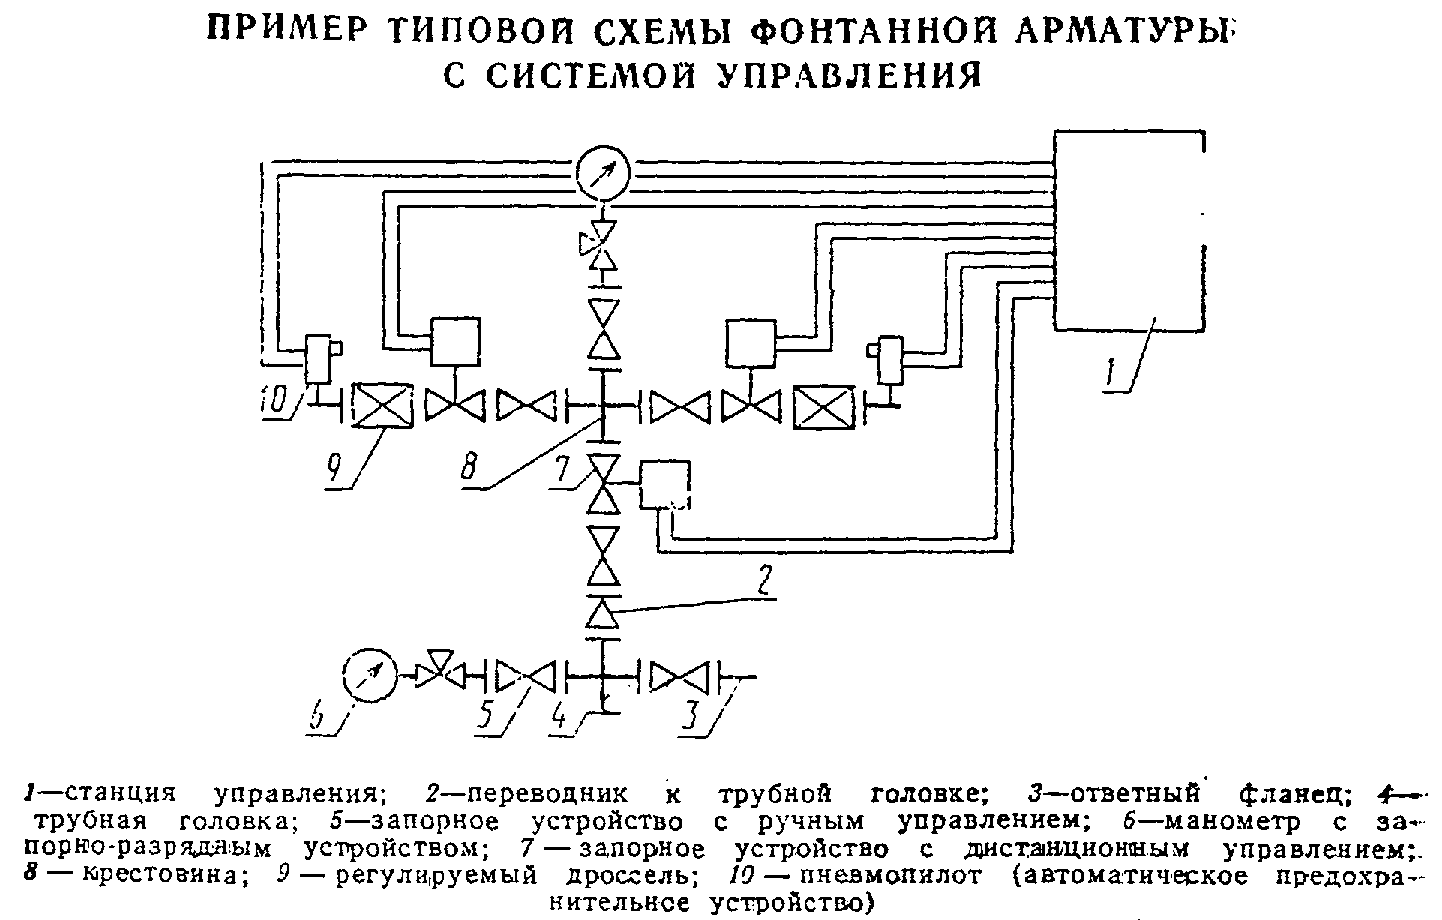 ПРИМЕР ТИПОВОЙ СХЕМЫ ФОНТАННОЙ АРМАТУРЫ
С СИСТЕМОЙ УПРАВЛЕНИЯ
1
10
9
8
7
2
6
5
4
3
1—станция управления; 2—переводник к трубной головке; 3—ответный фланец; 4—
трубная головка; 5—запорное устройство с ручным управлением; 6—манометр с за-
порно-разрядным устройством; 7 — запорное устройство с дистанционным управлением;
8 — крестовина; 9 — регулируемый дроссель; 10 — пневмопилот (автоматическое предохра-
нительное устройство)